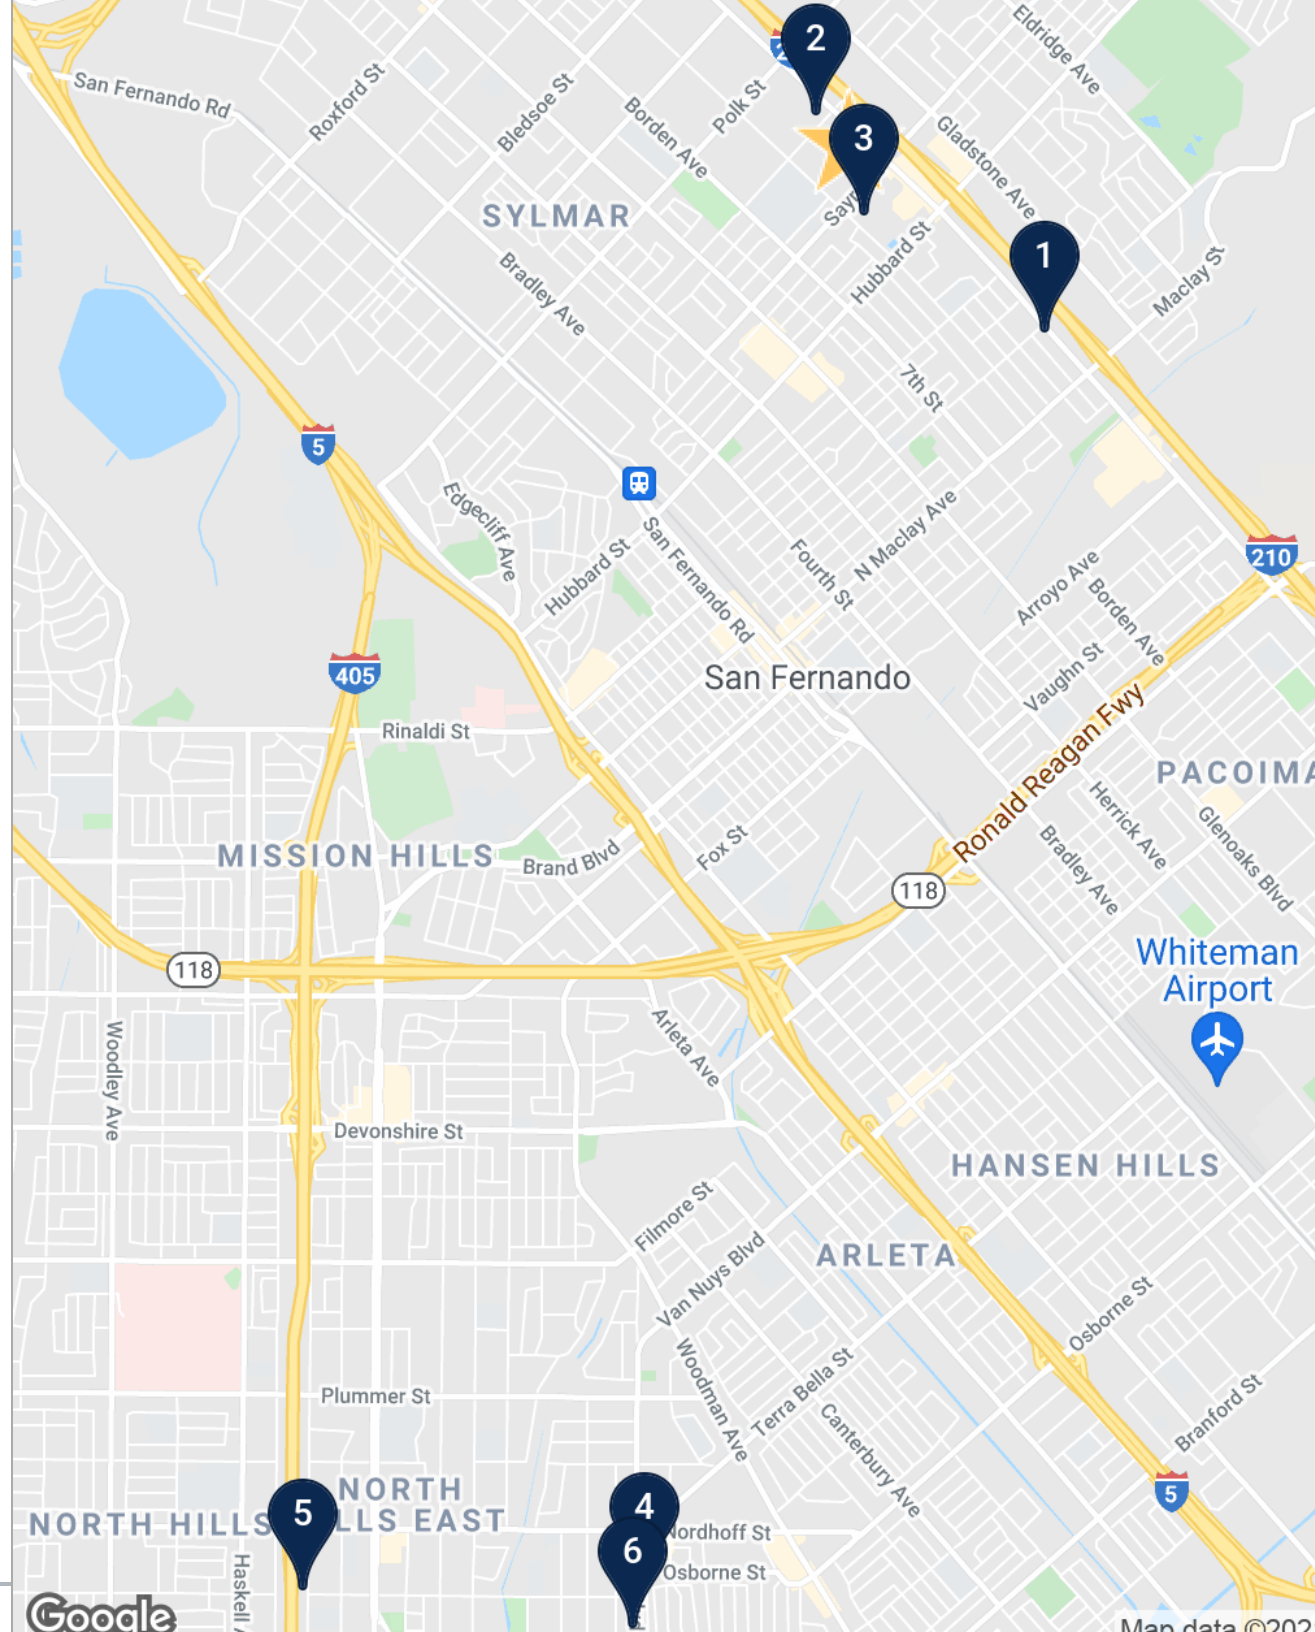 Eldridge Ave
2
San Fernando Rd
Roxford St
Bledsoe St
Borden Ave
Polk St
3
Gladstone Ave
SYLMAR
Hubbard St
1
Maclay St
Bradley Ave
7th St
5
Edgecliff Ave
Hubbard St
San Fernando Rd
Fourth St
N Maclay Ave
210
Arroyo Ave
Borden Ave
405
San Fernando
Vaughn St
Rinaldi St
Ronald Reagan Fwy
PACOIMA
Herrick Ave
Glenoaks Blvd
MISSION HILLS
Brand Blvd
Fox St
Bradley Ave
118
118
Whiteman
Airport
Woodley Ave
Arleta Ave
Devonshire St
HANSEN HILLS
Filmore St
Van Nuys Blvd
ARLETA
Osborne St
Woodman Ave
Terra Bella St
Plummer St
Canterbury Ave
Branford St
5
NORTH
LLS EAST
NORTH HILLS
5
4
Nordhoff St
6
Osborne St
Haskell
Google
Map data ©202